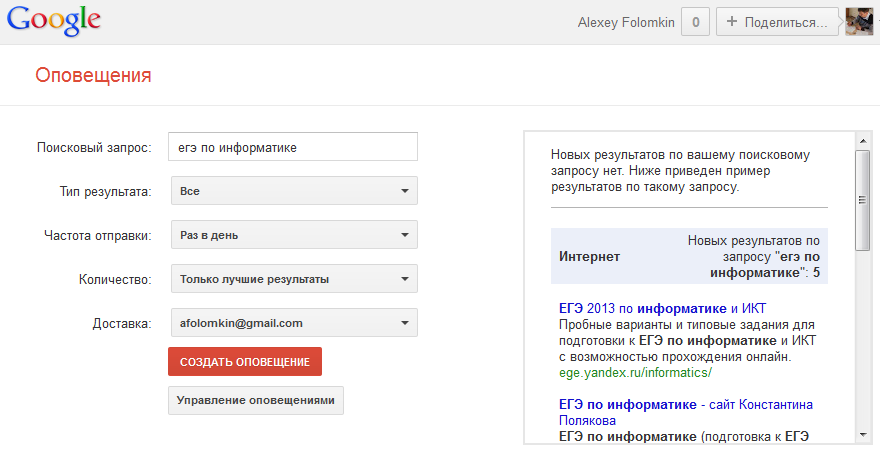 Google
Alexey Folomkin
0
+ Поделиться...
Оповещения
Поисковый запрос:
егэ по информатике
Тип результата:
Все
Частота отправки:
Раз в день
Количество:
Только лучшие результаты
Доставка:
afolomkin@gmail.com
СОЗДАТЬ ОПОВЕЩЕНИЕ
Управление оповещениями
Новых результатов по вашему поисковому
запросу нет. Ниже приведен пример
результатов по такому запросу.
Интернет
Новых результатов по
запросу "егэ по
информатике": 5
ЕГЭ 2013 по информатике и ИКТ
Пробные варианты и типовые задания для
подготовки к ЕГЭ по информатике и ИКТ
с возможностью прохождения онлайн.
ege.yandex.ru/informatics/
ЕГЭ по информатике - сайт Константина
Полякова
ЕГЭ по информатике (подготовка к ЕГЭ